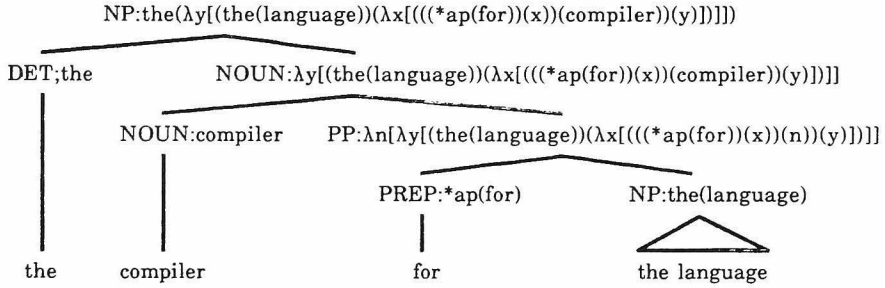 NP:the(λy[(the(language))(λx[(((*ap(for))(x))(compiler))(y)])]])
DET;the NOUN:λy[(the(language))(λx[(((*ap(for))(x))(compiler))(y)])]]
NOUN:compiler PP:λn[λy[(the(language))(λx[(((*ap(for))(x))(n))(y)])]]
PREP:*ap(for) NP:the(language)
the compiler for the language